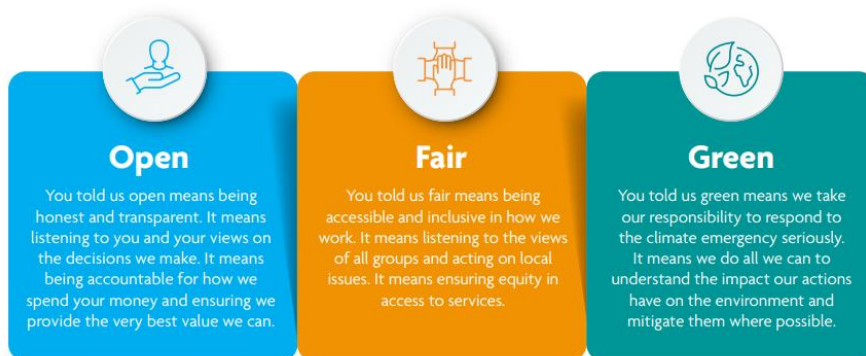 Open
You told us open means being
honest and transparent. It means
listening to you and your views on
the decisions we make. It means
being accountable for how we
spend your money and ensuring we
provide the very best value we can.
Fair
You told us fair means being
accessible and inclusive in how we
work. It means listening to the views
of all groups and acting on local
issues. It means ensuring equity in
access to services.
Green
You told us green means we take
our responsibility to respond to
the climate emergency seriously.
It means we do all we can to
understand the impact our actions
have on the environment and
mitigate them where possible.